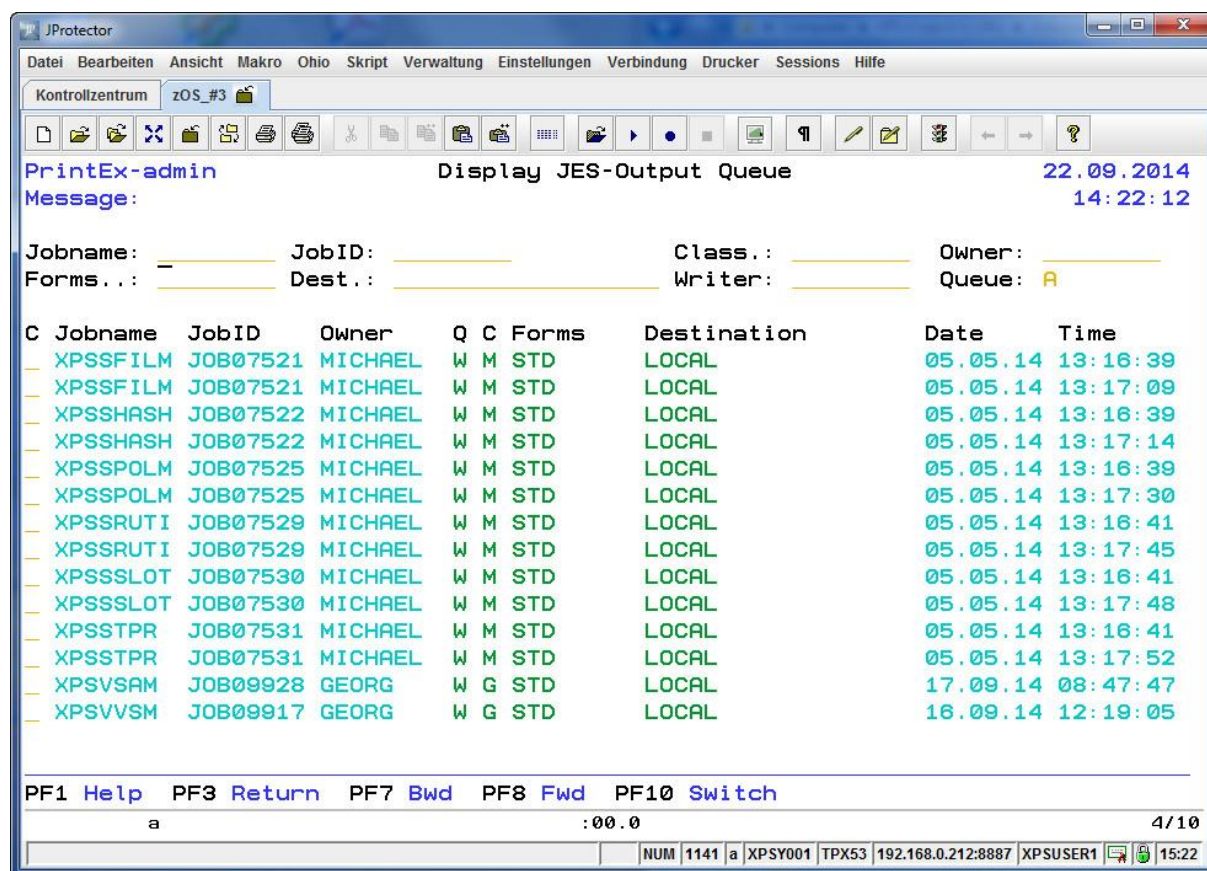 JProtector
Datei Bearbeiten Ansicht Makro Ohio Skript Verwaltung Einstellungen Verbindung Drucker Sessions Hilfe
Kontrollzentrum zOS_#3
PrintEx-admin Display JES-Output Queue 22.09.2014
Message: 14:22:12
Jobname: JobID: Class.: Owner:
Forms..: Dest.: Writer: Queue: A
C Jobname JobID Owner Q C Forms Destination Date Time
_ XPSSFILM JOB07521 MICHAEL W M STD LOCAL 05.05.14 13:16:39
_ XPSSFILM JOB07521 MICHAEL W M STD LOCAL 05.05.14 13:17:09
_ XPSSHASH JOB07522 MICHAEL W M STD LOCAL 05.05.14 13:16:39
_ XPSSHASH JOB07522 MICHAEL W M STD LOCAL 05.05.14 13:17:14
_ XPSSPOLM JOB07525 MICHAEL W M STD LOCAL 05.05.14 13:16:39
_ XPSSPOLM JOB07525 MICHAEL W M STD LOCAL 05.05.14 13:17:30
_ XPSSRUTI JOB07529 MICHAEL W M STD LOCAL 05.05.14 13:16:41
_ XPSSRUTI JOB07529 MICHAEL W M STD LOCAL 05.05.14 13:17:45
_ XPSSSLOT JOB07530 MICHAEL W M STD LOCAL 05.05.14 13:16:41
_ XPSSSLOT JOB07530 MICHAEL W M STD LOCAL 05.05.14 13:17:48
_ XPSSTPR JOB07531 MICHAEL W M STD LOCAL 05.05.14 13:16:41
_ XPSSTPR JOB07531 MICHAEL W M STD LOCAL 05.05.14 13:17:52
_ XPSVSAM JOB09928 GEORG W G STD LOCAL 17.09.14 08:47:47
_ XPSVVSM JOB09917 GEORG W G STD LOCAL 16.09.14 12:19:05
PF1 Help PF3 Return PF7 Bwd PF8 Fwd PF10 Switch
a :00.0 4/10
NUM 1141 a XPSY001 TPX53 192.168.0.212:8887 XPSUSER1 15:22